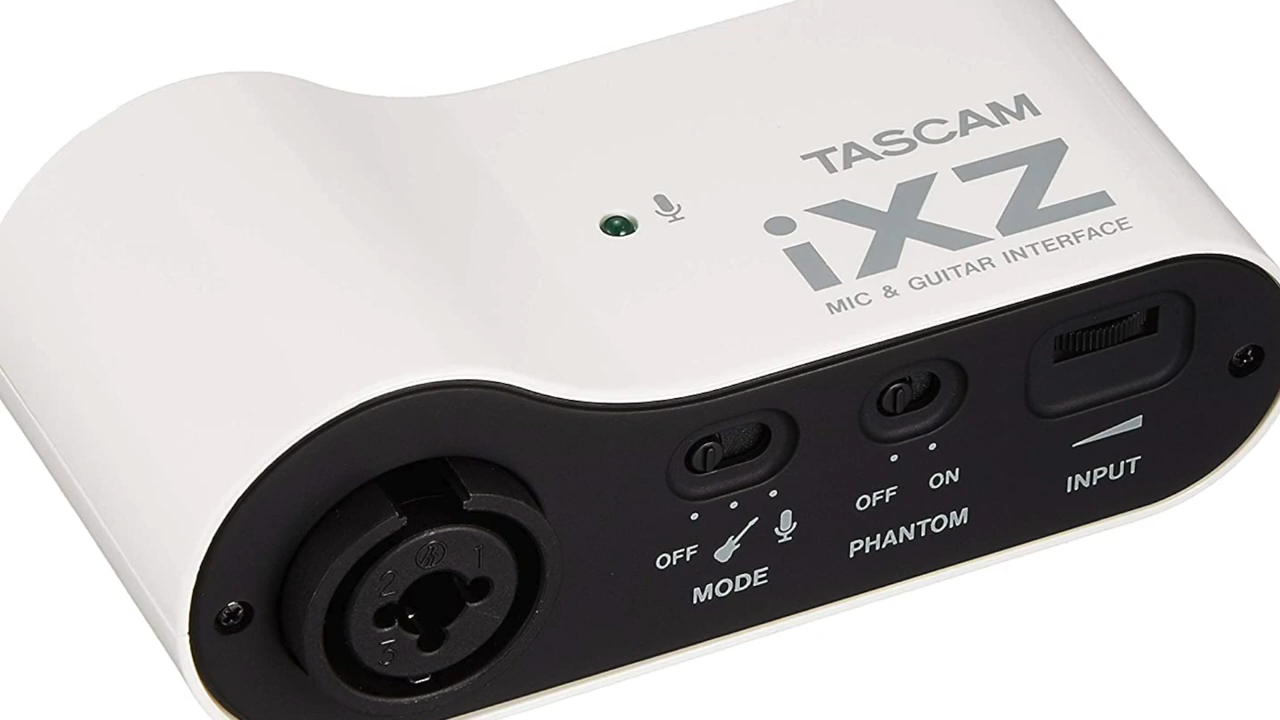 TASCAM
iXZ
MIC & GUITAR INTERFACE
OFF
MODE
OFF ON
PHANTOM
INPUT
2 1
3